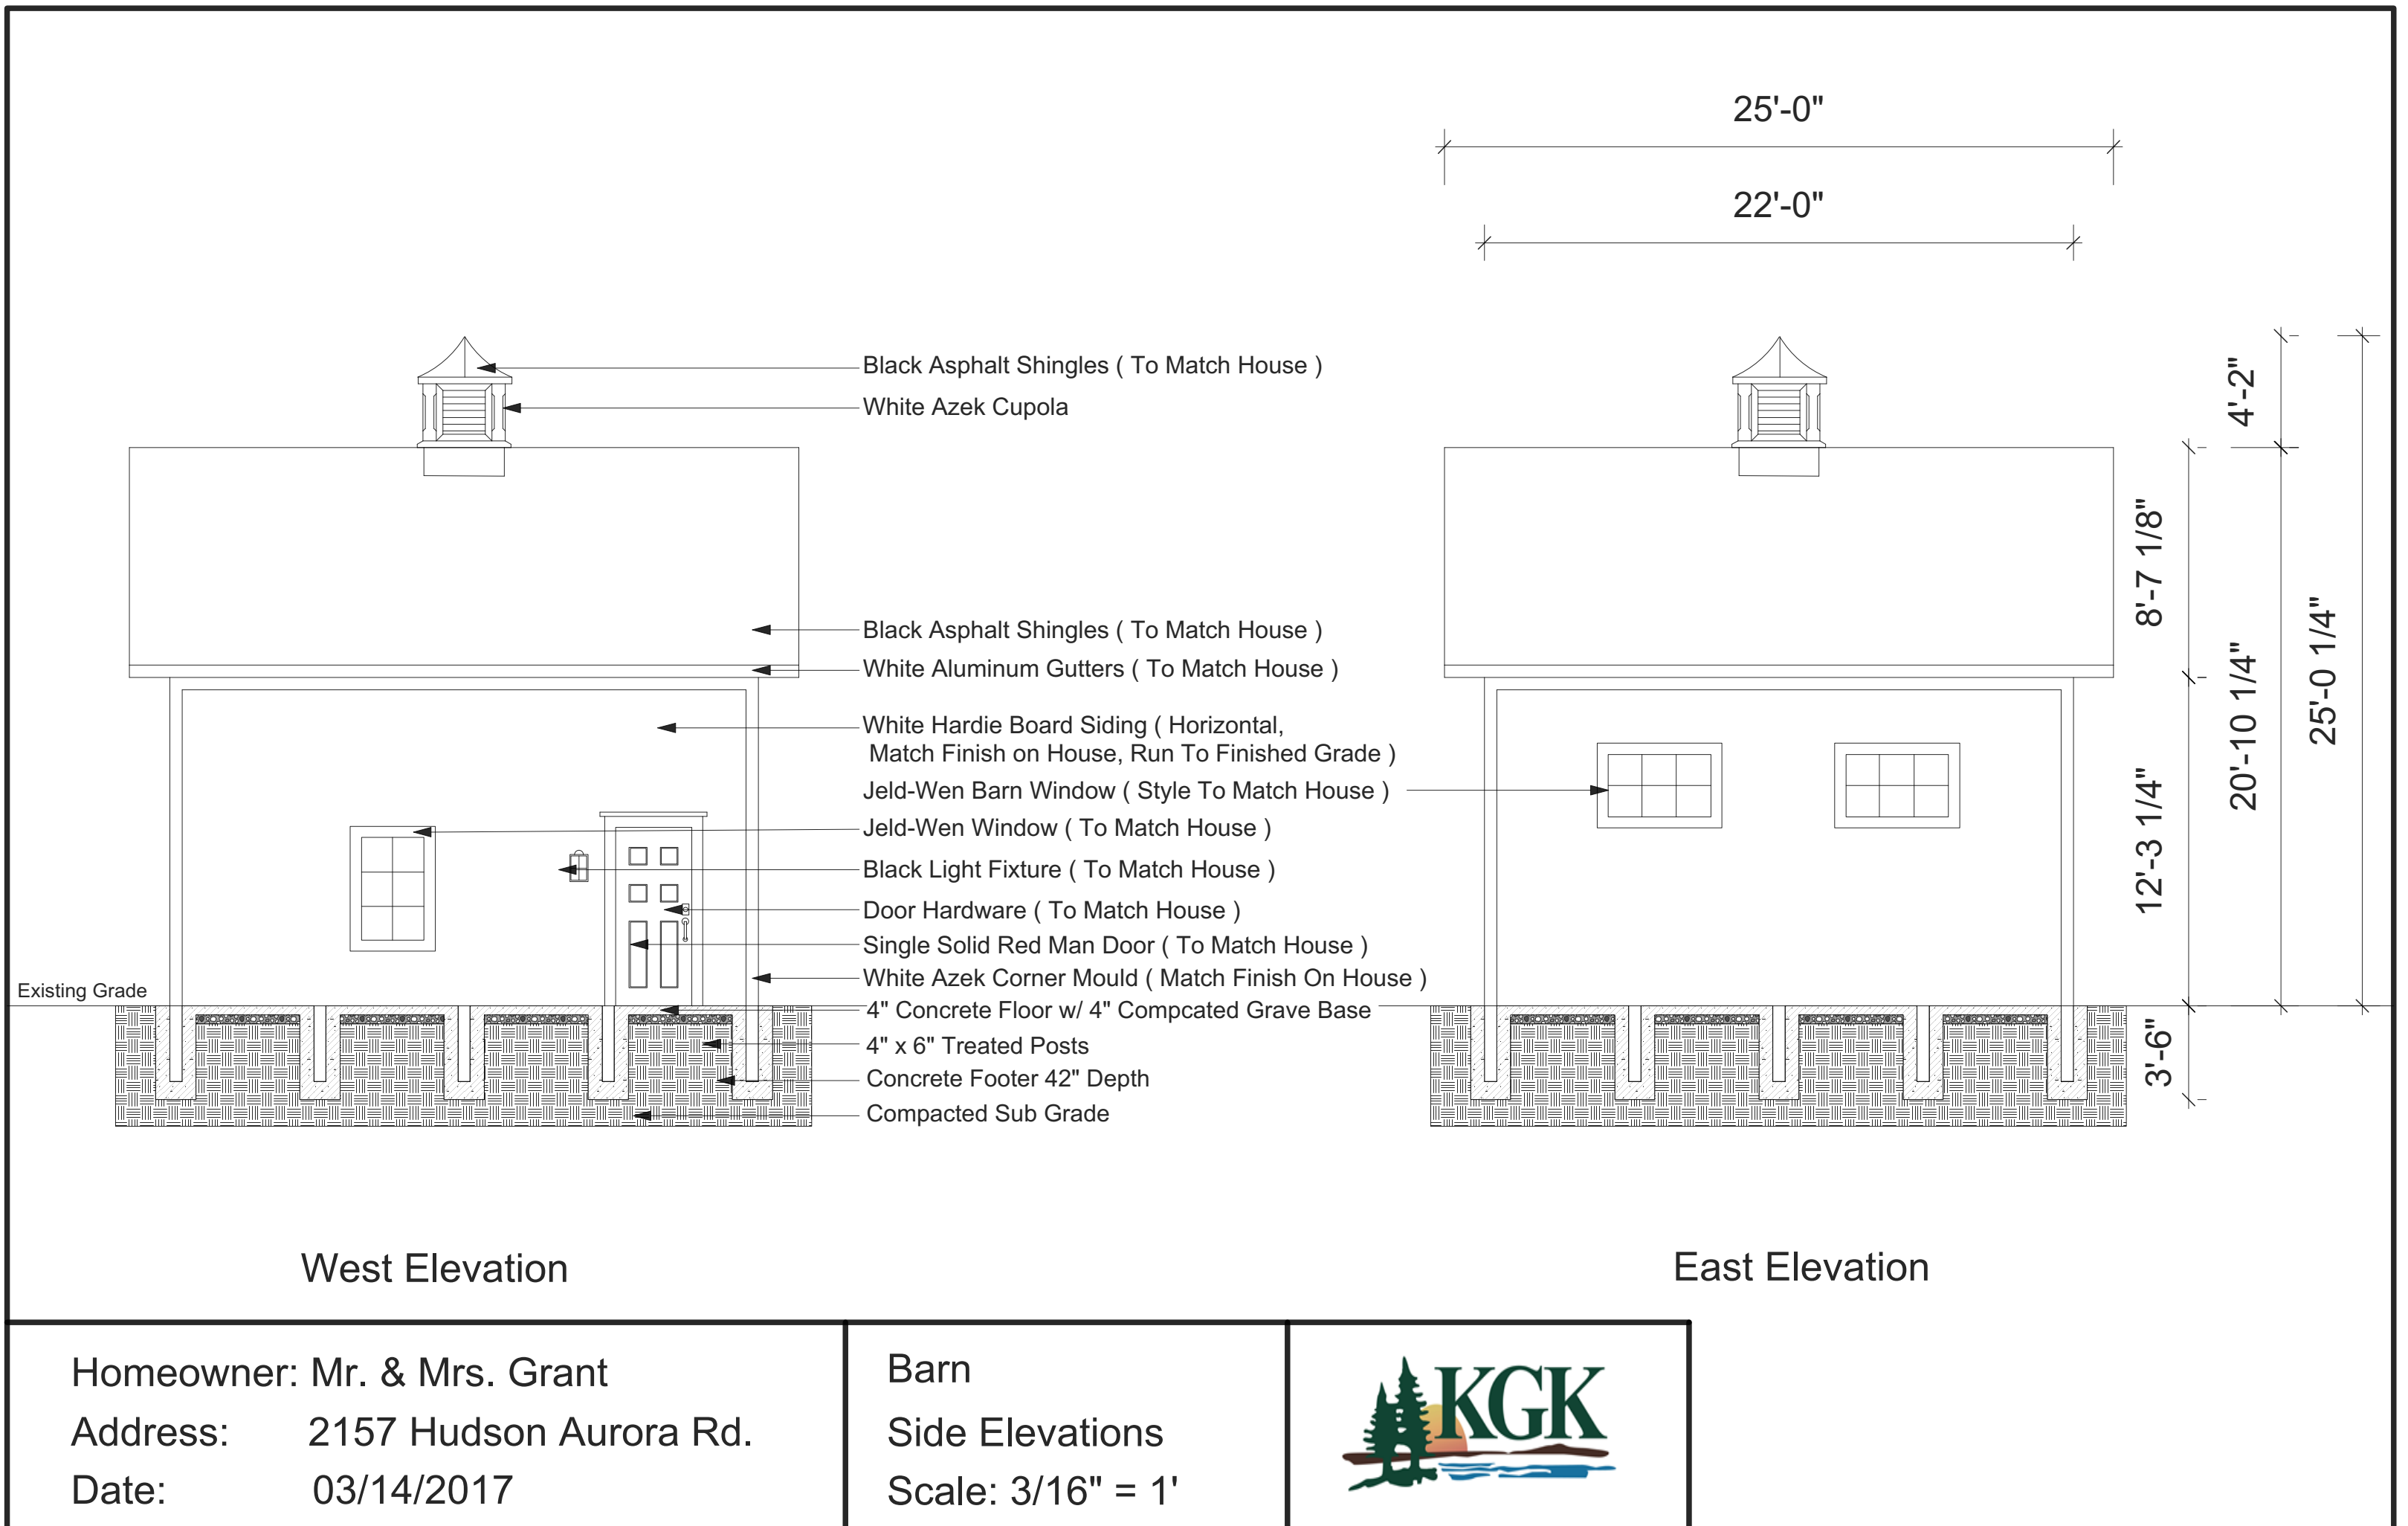 25'-0"
22'-0"
Black Asphalt Shingles ( To Match House )
White Azek Cupola
4'-2"
Black Asphalt Shingles ( To Match House )
White Aluminum Gutters ( To Match House )
8'-7 1/8"
White Hardie Board Siding ( Horizontal,
Match Finish on House, Run To Finished Grade )
Jeld-Wen Barn Window ( Style To Match House )
Jeld-Wen Window ( To Match House )
Black Light Fixture ( To Match House )
Door Hardware ( To Match House )
Single Solid Red Man Door ( To Match House )
White Azek Corner Mould ( Match Finish On House )
12'-3 1/4"
20'-10 1/4"
25'-0 1/4"
Existing Grade
4" Concrete Floor w/ 4" Compcated Grave Base
4" x 6" Treated Posts
Concrete Footer 42" Depth
Compacted Sub Grade
3'-6"
West Elevation
East Elevation
Homeowner: Mr. & Mrs. Grant
Address: 2157 Hudson Aurora Rd.
Date: 03/14/2017
Barn
Side Elevations
Scale: 3/16" = 1'
KGK